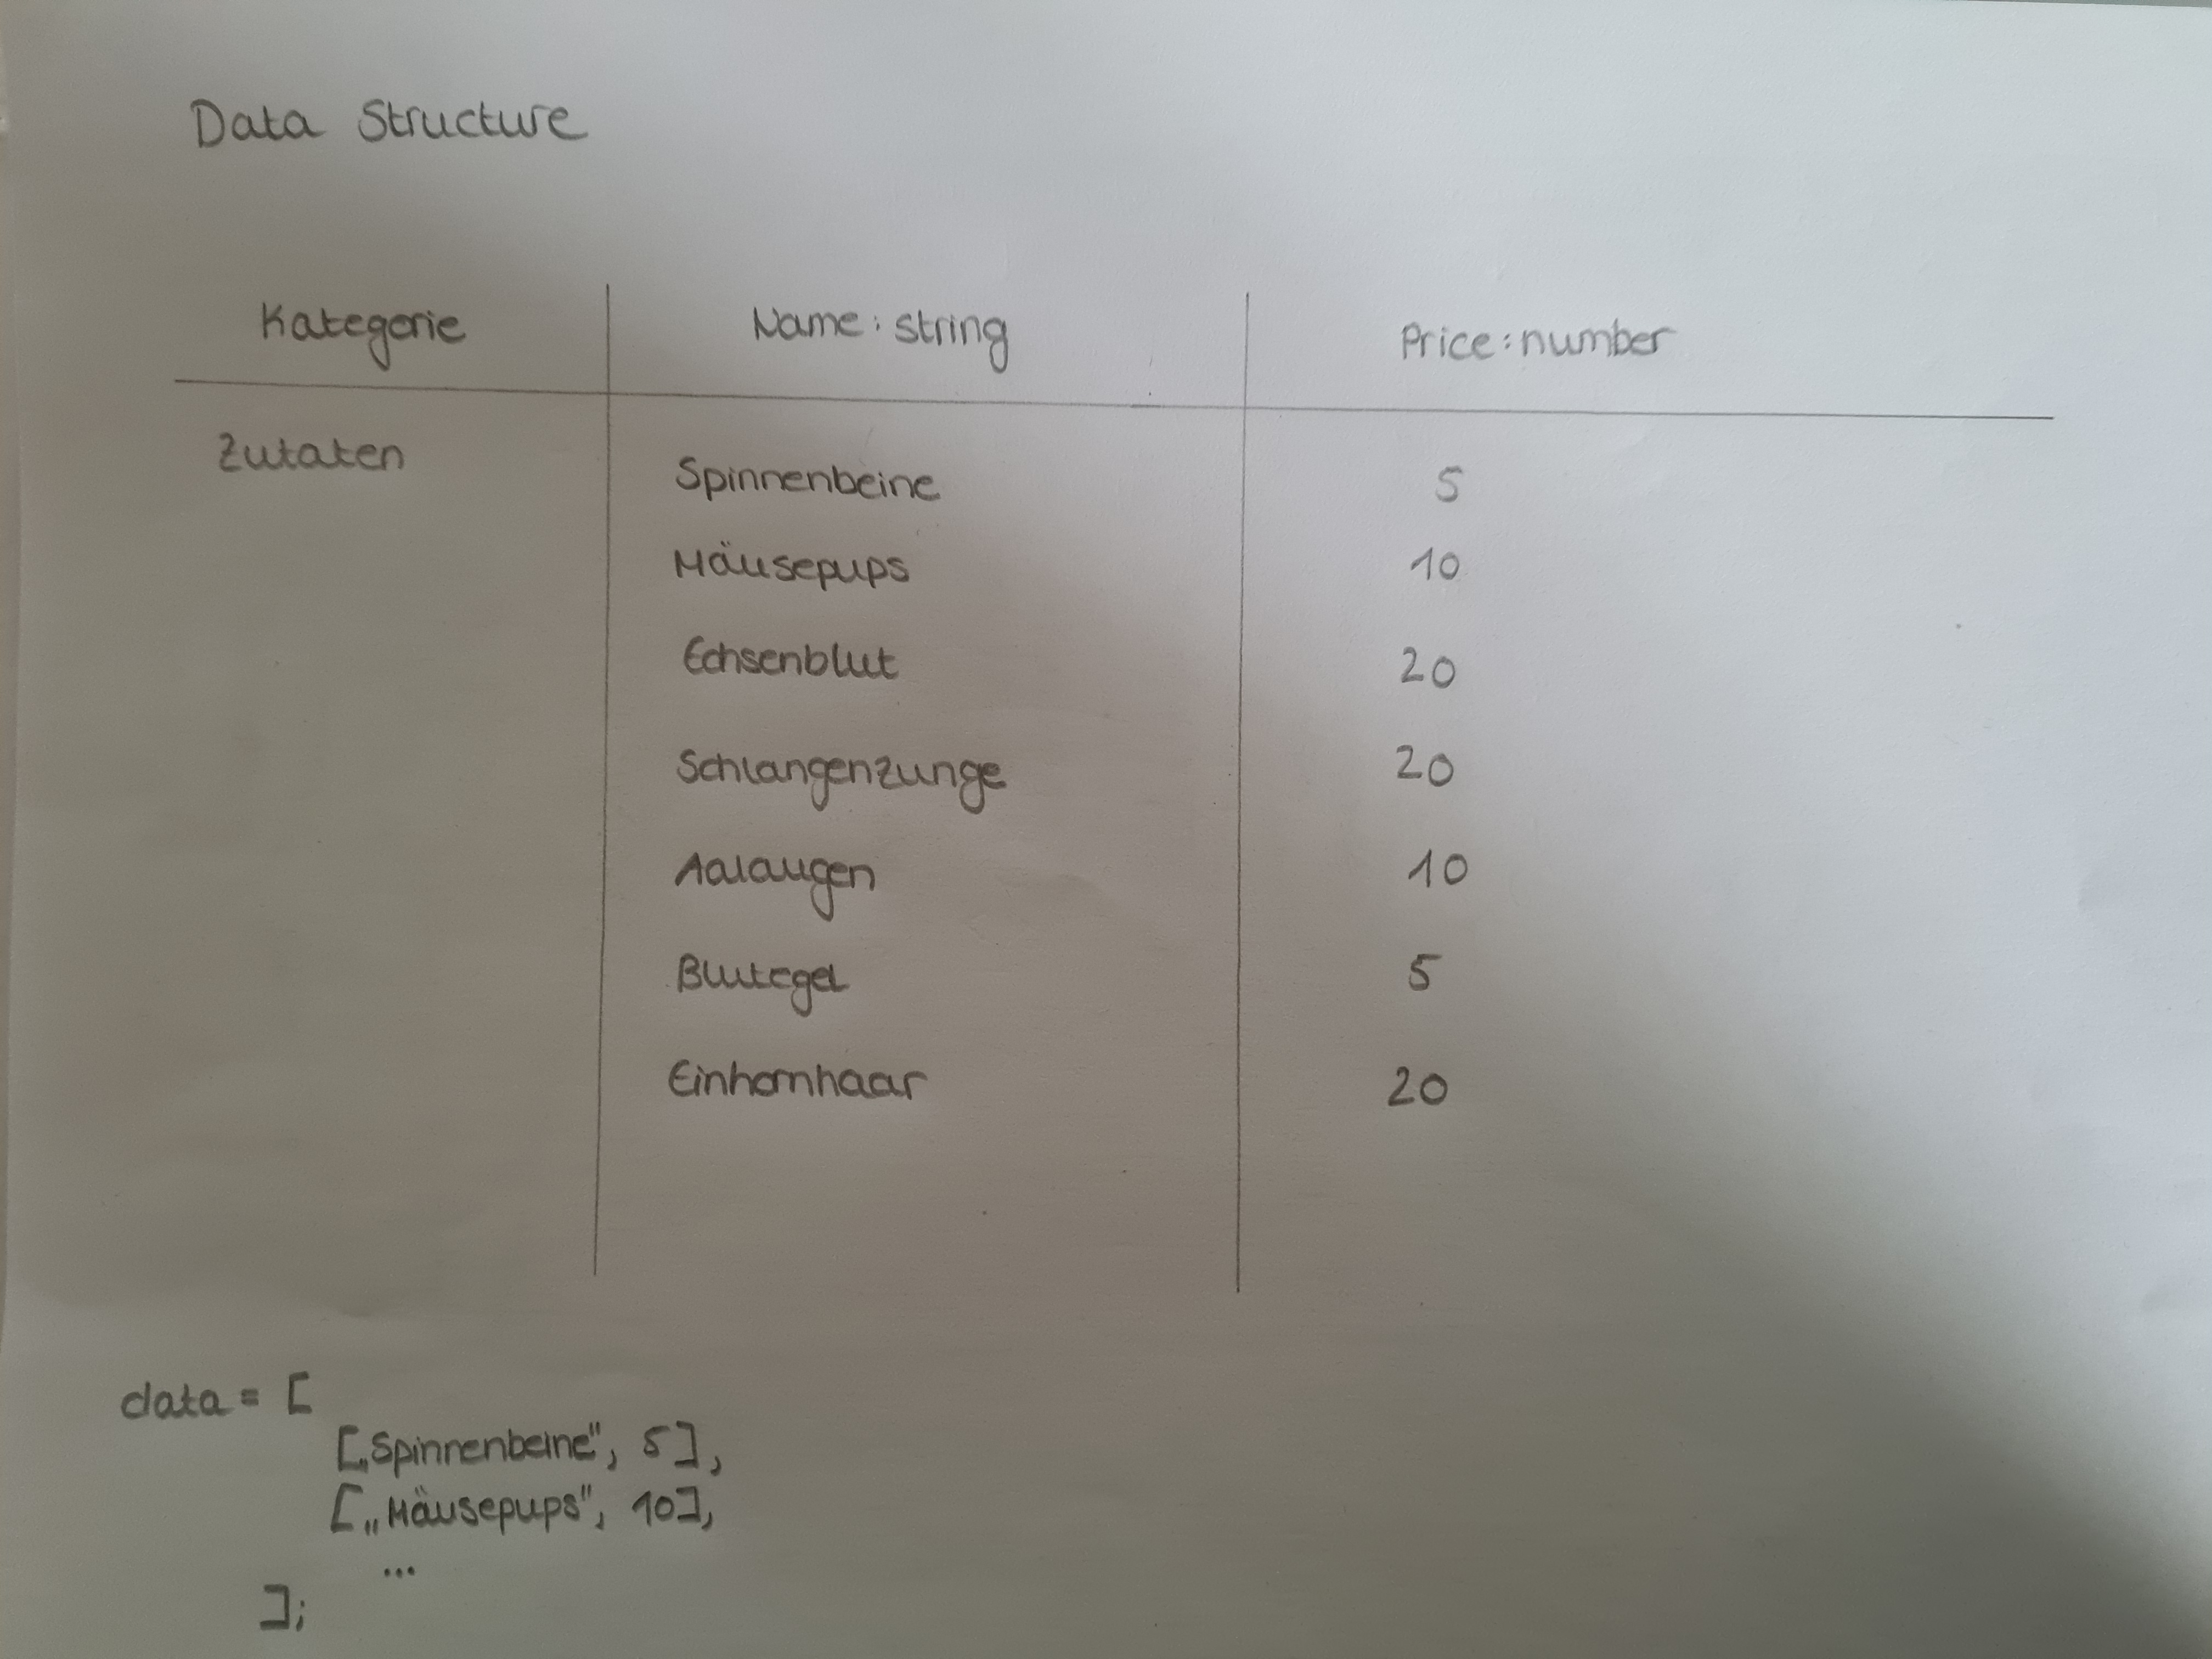 Data Structure
Kategorie Name: string Price: number
Zutaten
Spinnenbeine 5
Mäusepups 10
Echsenblut 20
Schlangenzunge 20
Aalaugen 10
Blutegel 5
Einhornhaar 20
data = [
[„Spinnenbeine", 5],
[„Mäusepups", 10],
...
];